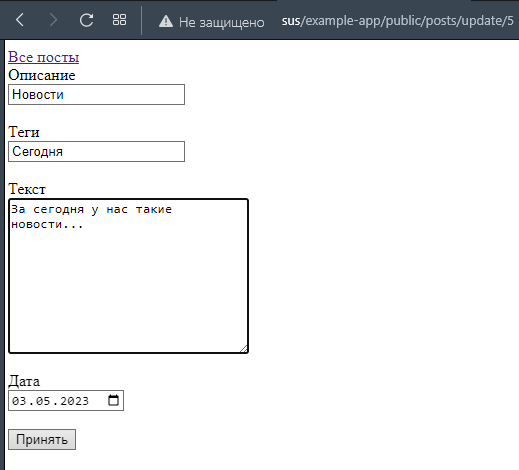 Не защищено sus/example-app/public/posts/update/5
Все посты
Описание
Новости
Теги
Сегодня
Текст
За сегодня у нас такие
новости...
Дата
03.05.2023
Принять